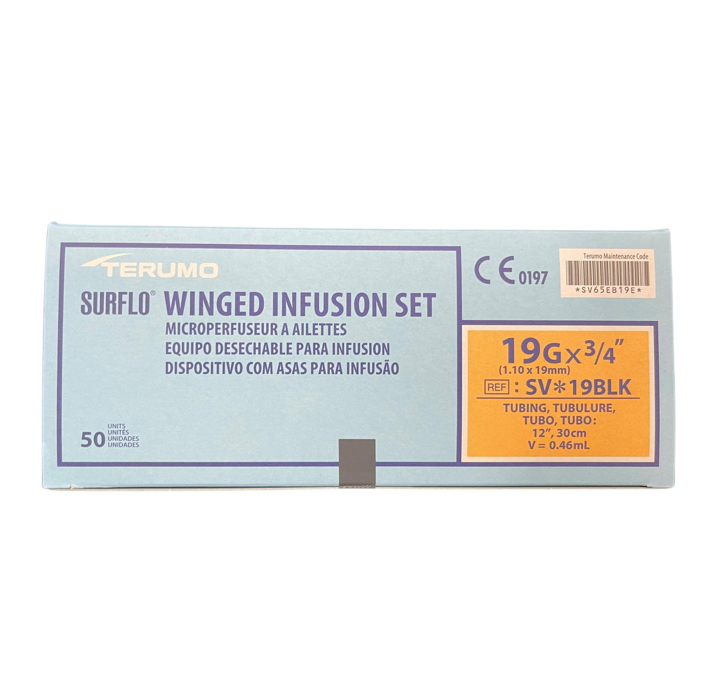 TERUMO
SURFLO® WINGED INFUSION SET
MICROPERFUSEUR A AILETTES
EQUIPO DESECHABLE PARA INFUSION
DISPOSITIVO COM ASAS PARA INFUSÃO
50 UNITS
UNITÉS
UNIDADES
UNIDADES
CE 0197
Terumo Maintenance Code
*SV65EB19E*
19G x 3/4"
(1.10 x 19mm)
REF : SV*19BLK
TUBING, TUBULURE,
TUBO, TUBO:
12", 30cm
V = 0.46mL